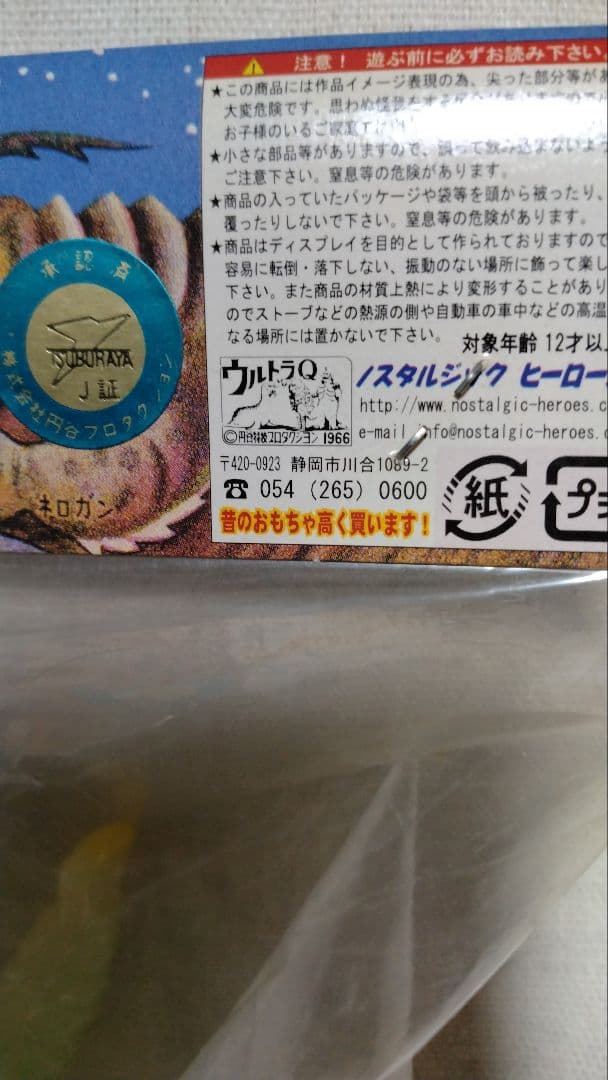 注意! 遊ぶ前に必ずお読み下さい
★この商品には作品イメージ表現の為、尖った部分等があ
大変危険です。思わぬ怪我を
お子様のいるご家庭では
★小さな部品等がありますので、誤って飲み込まないよう
ご注意下さい。窒息等の危険があります。
★商品の入っていたパッケージや袋等を頭から被ったり、
覆ったりしないで下さい。窒息等の危険があります。
★商品はディスプレイを目的として作られておりますので
容易に転倒・落下しない、振動のない場所に飾って楽し
下さい。また商品の材質上熱により変形することがあり
のでストーブなどの熱源の側や自動車の車中などの高温
なる場所には置かないで下さい。
対象年齢 12才以上
承認済
TSUBURAYA
J証
株式会社円谷プロダクション
ウルトラQ
©円谷特技プロダクション 1966
ノスタルジック ヒーロー
http://www.nostalgic-heroes.c
e-mail info@nostalgic-heroes.c
〒420-0923 静岡市川合1089-2
☎ 054 (265) 0600
昔のおもちゃ高く買います!
紙
プラ
ネロガン